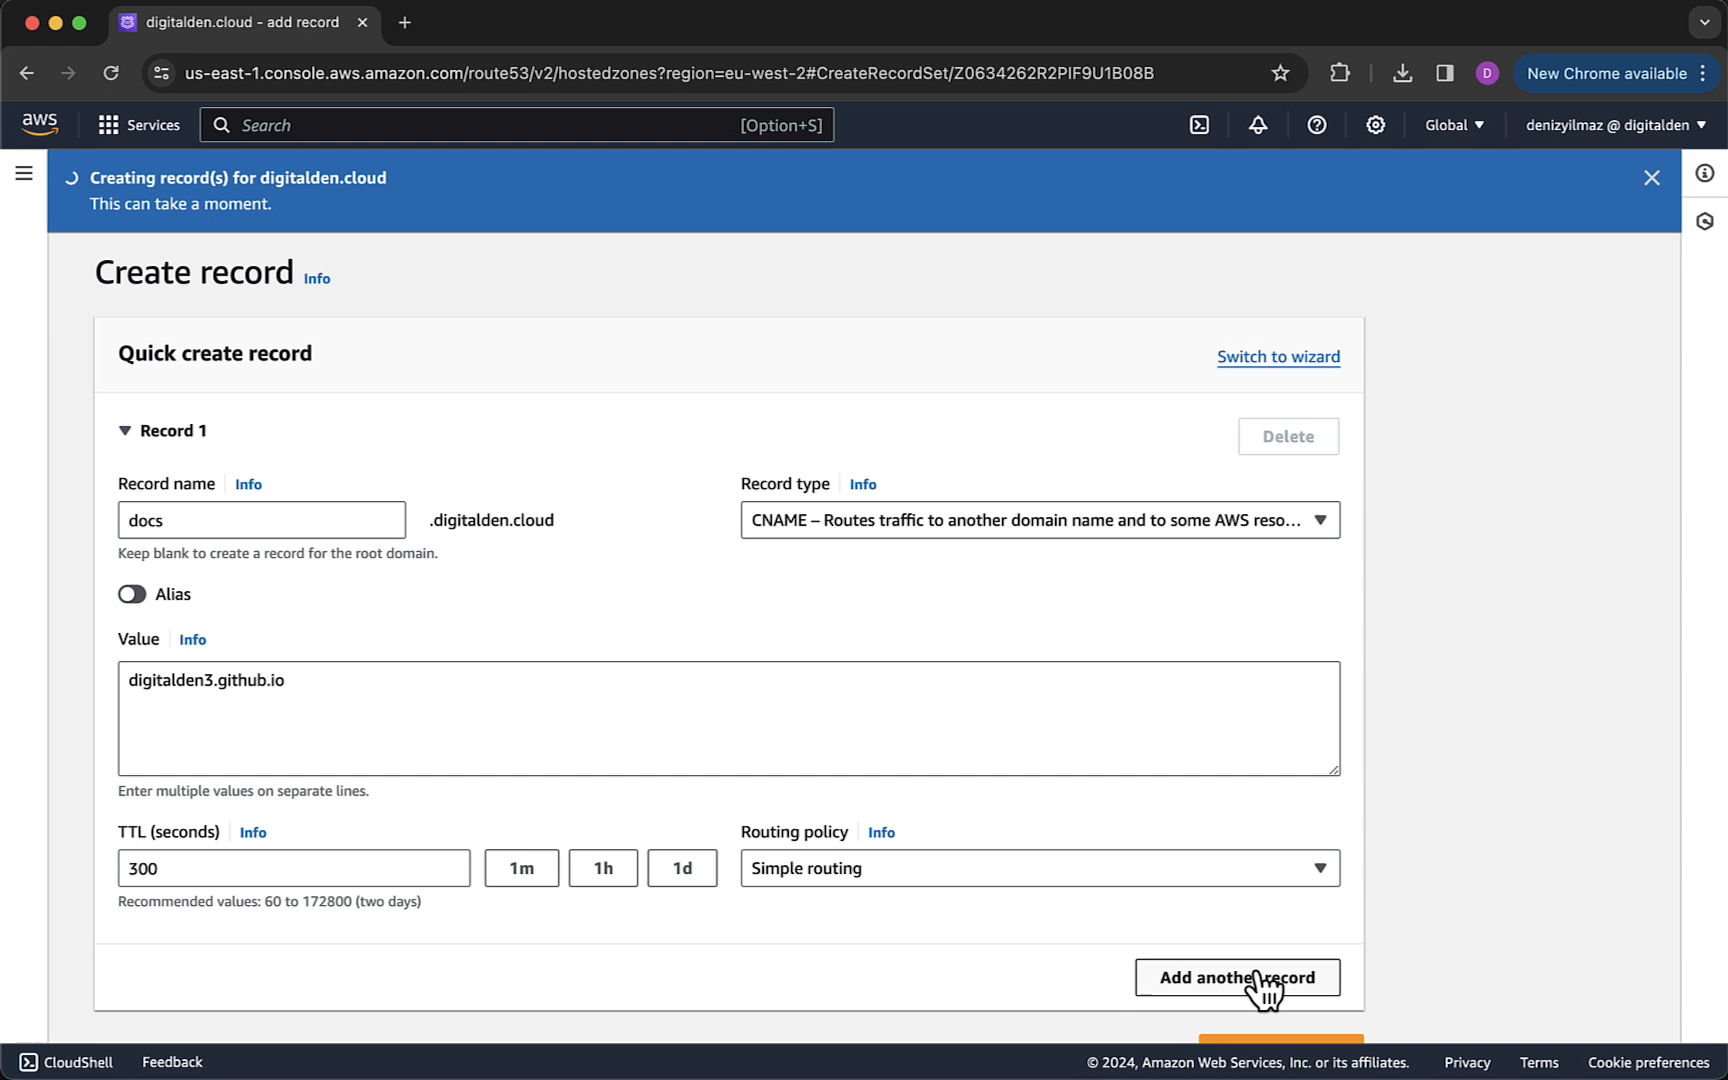 digitalden.cloud - add record
us-east-1.console.aws.amazon.com/route53/v2/hostedzones?region=eu-west-2#CreateRecordSet/Z0634262R2PIF9U1B08B
D
New Chrome available
aws
Services
Search
[Option+S]
Global
denizyilmaz @ digitalden
Creating record(s) for digitalden.cloud
This can take a moment.
Create record
Info
Quick create record
Switch to wizard
Record 1
Delete
Record name
Info
Record type
Info
docs
.digitalden.cloud
CNAME – Routes traffic to another domain name and to some AWS reso...
Keep blank to create a record for the root domain.
Alias
Value
Info
digitalden3.github.io
Enter multiple values on separate lines.
TTL (seconds)
Info
Routing policy
Info
300
1m
1h
1d
Simple routing
Recommended values: 60 to 172800 (two days)
Add another record
CloudShell
Feedback
© 2024, Amazon Web Services, Inc. or its affiliates.
Privacy
Terms
Cookie preferences